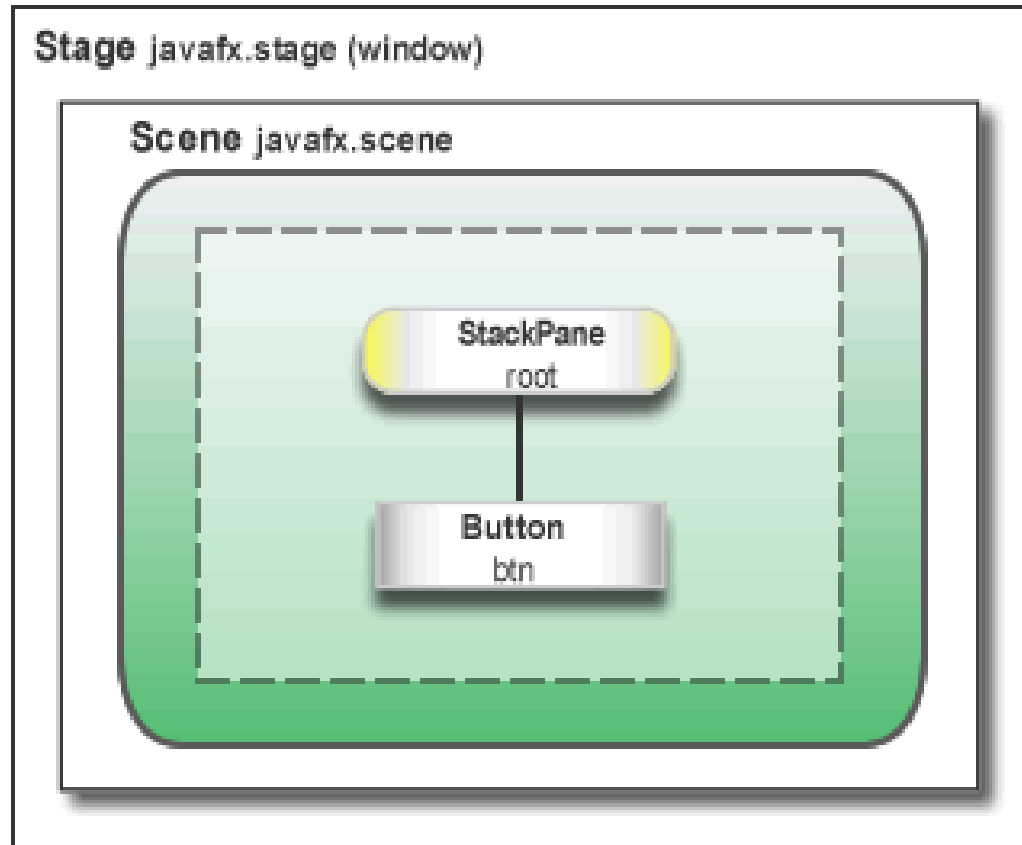 Stage javafx.stage (window)
Scene javafx.scene
StackPane
root
Button
btn